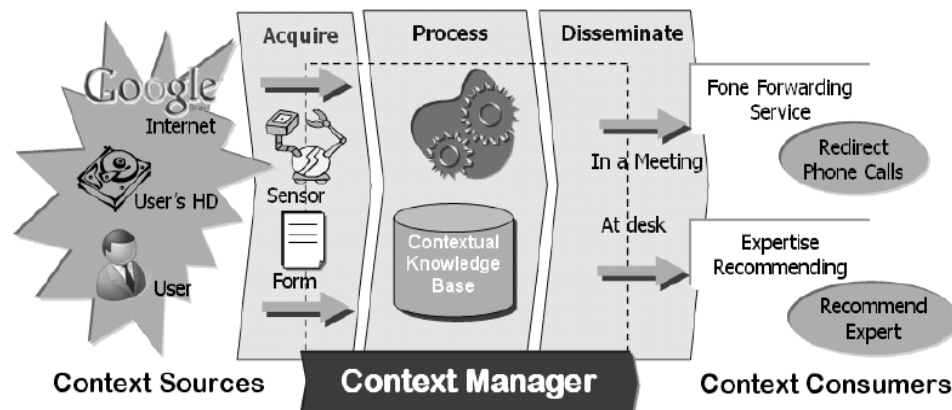 Acquire
Process
Disseminate
Google
Internet
User's HD
User
Sensor
Form
Contextual
Knowledge
Base
In a Meeting
At desk
Fone Forwarding
Service
Redirect
Phone Calls
Expertise
Recommending
Recommend
Expert
Context Sources
Context Manager
Context Consumers